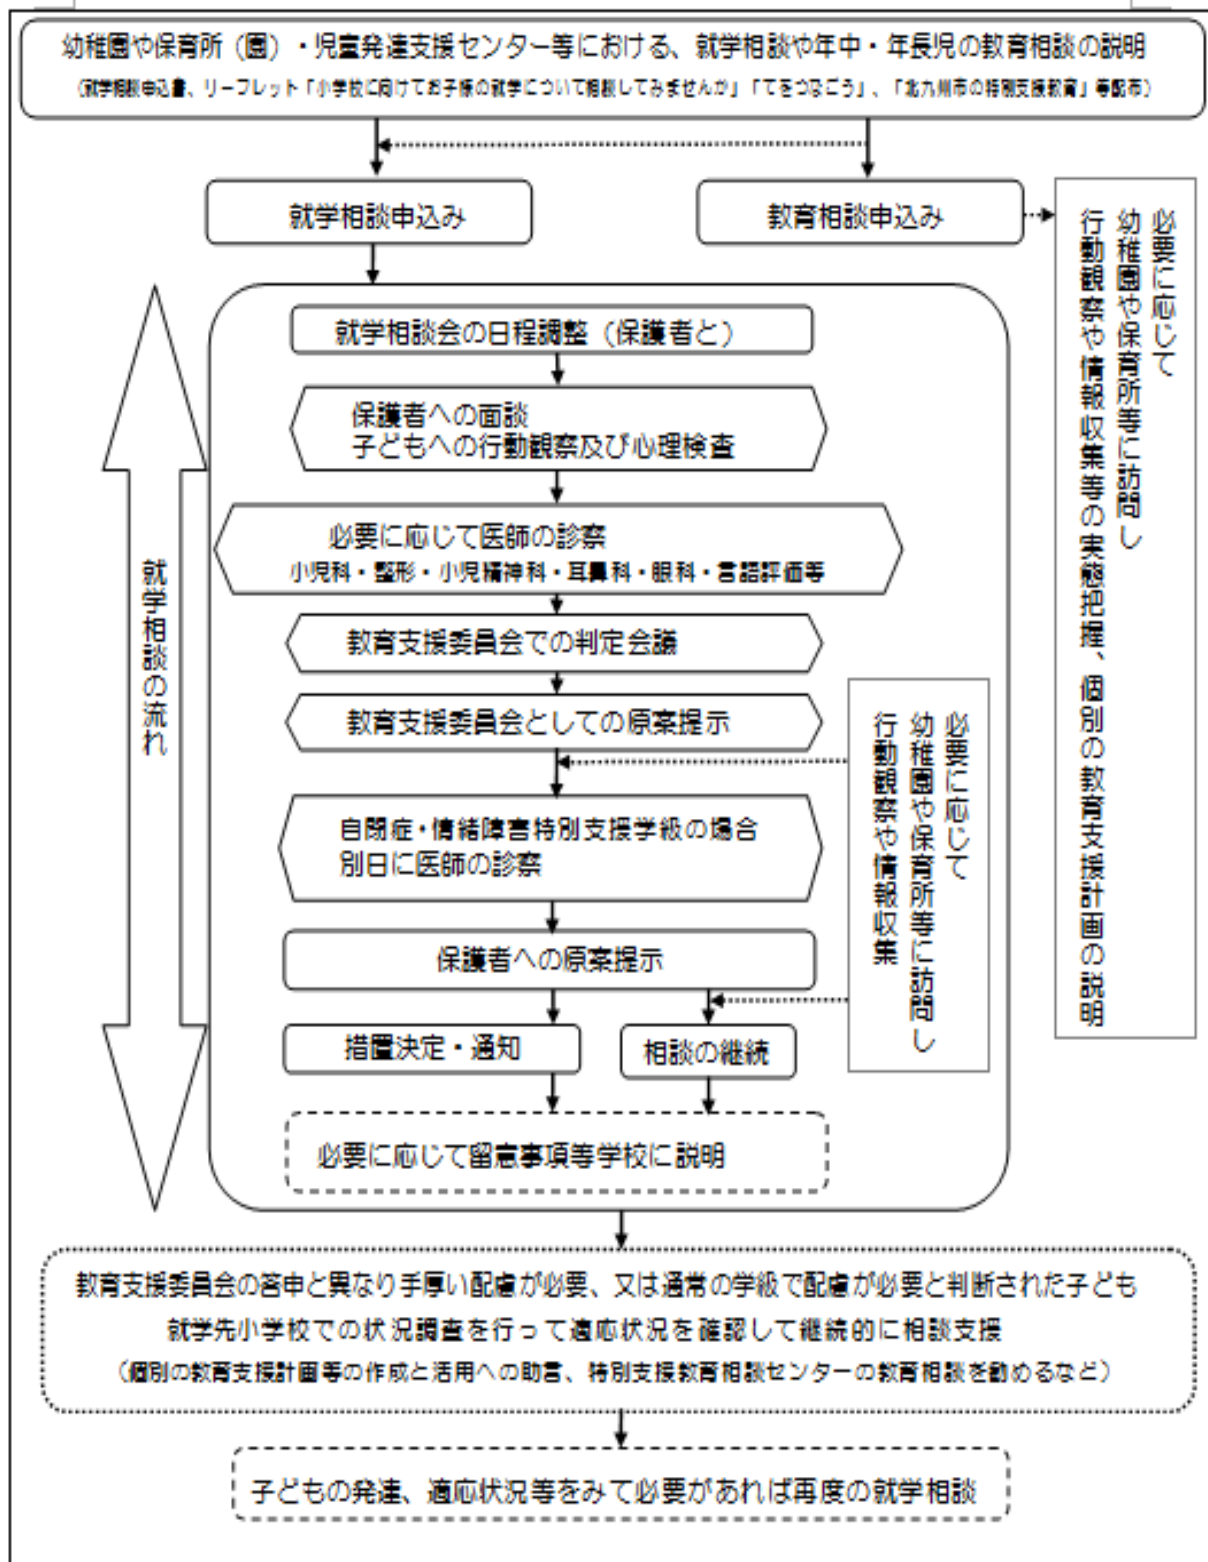 幼稚園や保育所（園）・児童発達支援センター等における、就学相談や年中・年長児の教育相談の説明
（就学相談申込書、リーフレット「小学校に向けてお子様の就学について相談してみませんか」「てをつなごう」、「北九州市の特別支援教育」等配布）
就学相談申込み
教育相談申込み
必要に応じて
幼稚園や保育所等に訪問し
行動観察や情報収集等の実態把握、個別の教育支援計画の説明
就学相談の流れ
就学相談会の日程調整（保護者と）
保護者への面談
子どもへの行動観察及び心理検査
必要に応じて医師の診察
小児科・整形・小児精神科・耳鼻科・眼科・言語評価等
教育支援委員会での判定会議
教育支援委員会としての原案提示
必要に応じて
幼稚園や保育所等に訪問し
行動観察や情報収集
自閉症・情緒障害特別支援学級の場合
別日に医師の診察
保護者への原案提示
措置決定・通知
相談の継続
必要に応じて留意事項等学校に説明
教育支援委員会の答申と異なり手厚い配慮が必要、又は通常の学級で配慮が必要と判断された子ども
就学先小学校での状況調査を行って適応状況を確認して継続的に相談支援
（個別の教育支援計画等の作成と活用への助言、特別支援教育相談センターの教育相談を勧めるなど）
子どもの発達、適応状況等をみて必要があれば再度の就学相談